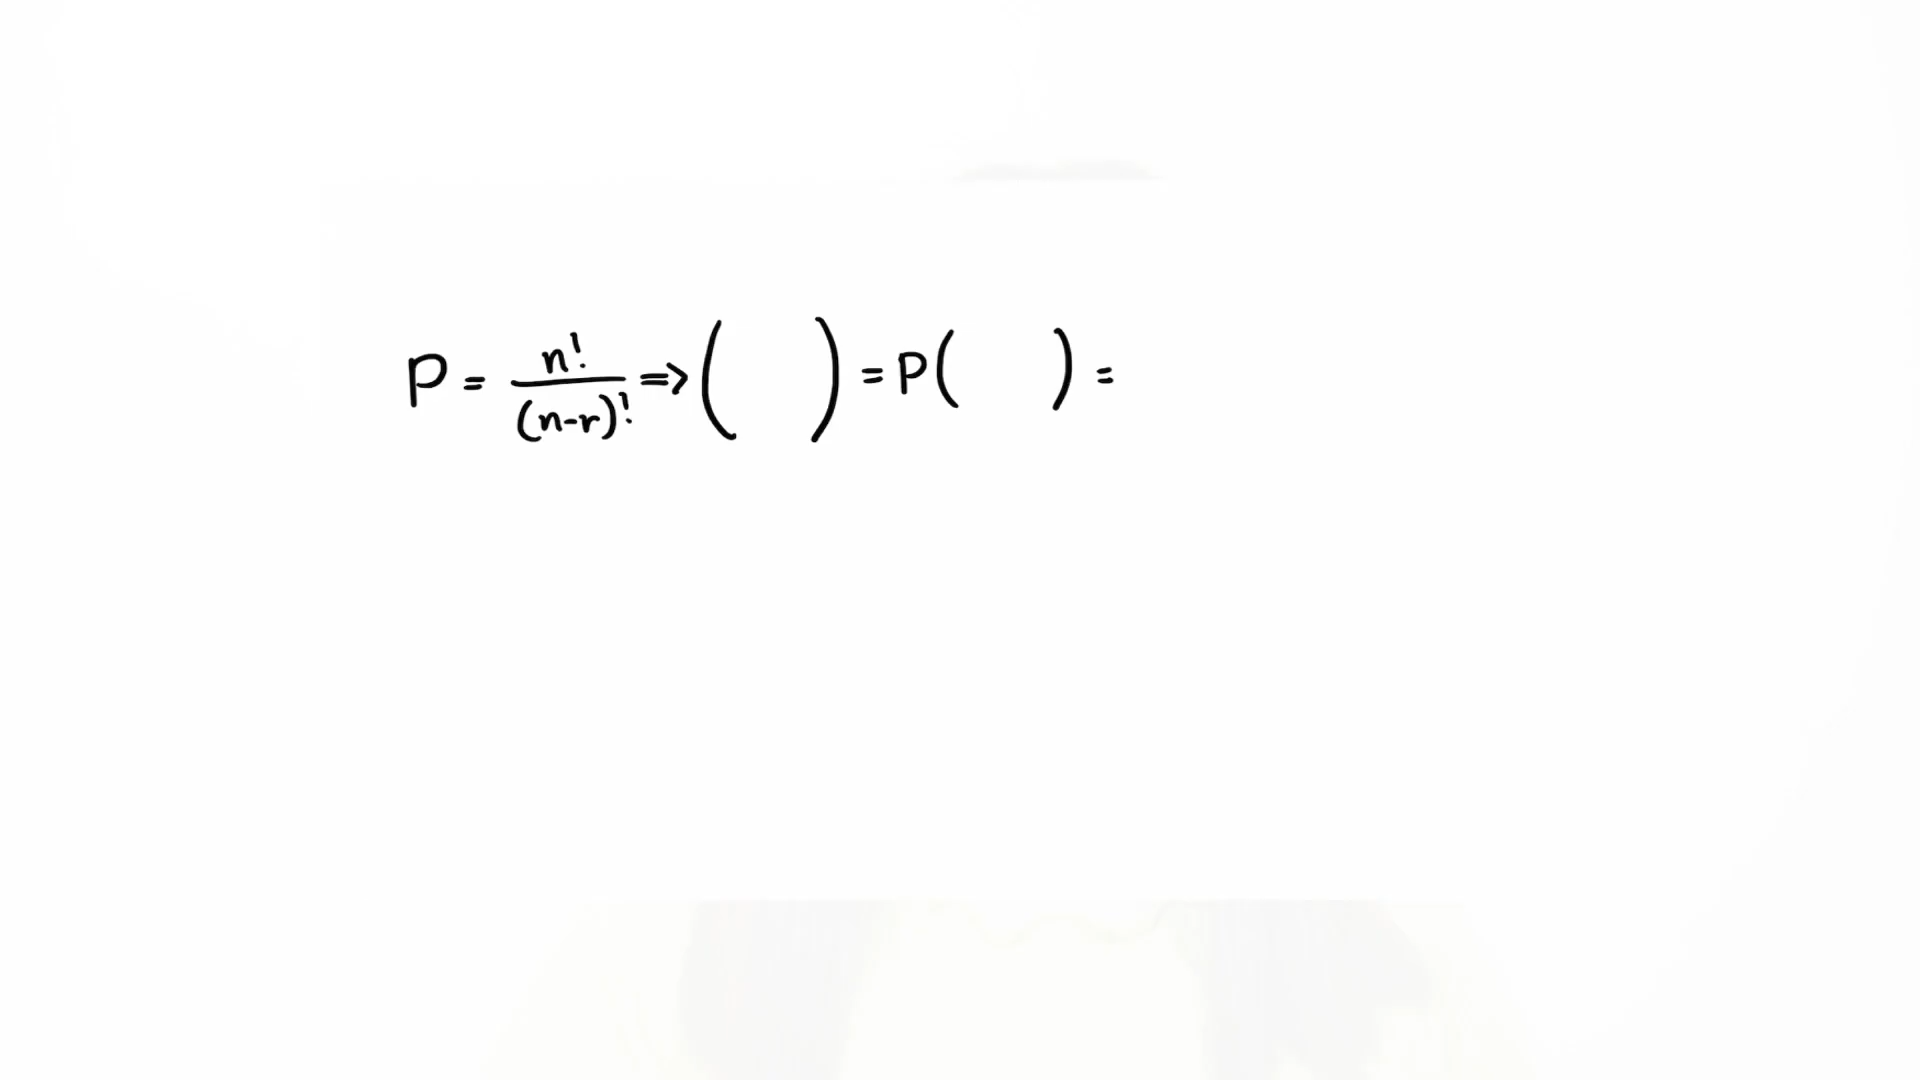 P = n!/(n-r)! => ( ) = P( ) =